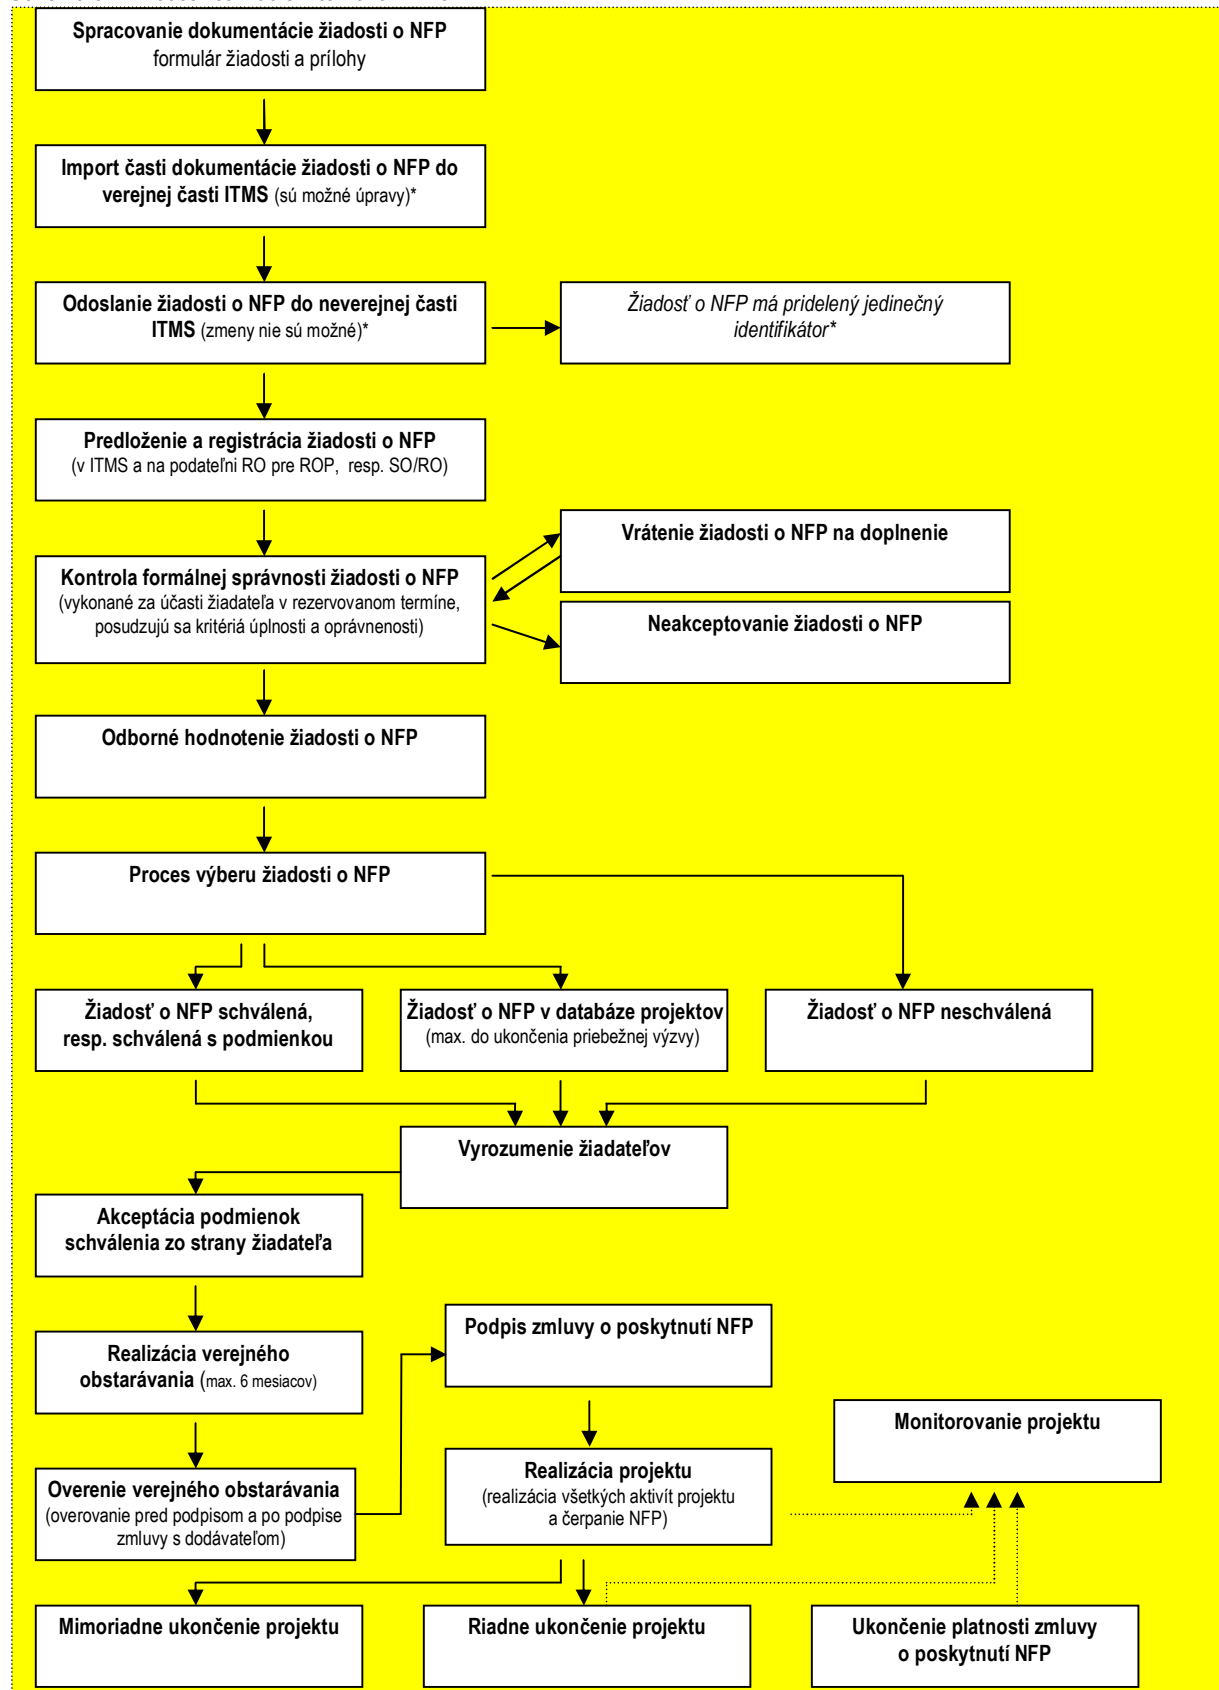 Spracovanie dokumentácie žiadosti o NFP
formulár žiadosti a prílohy
Import časti dokumentácie žiadosti o NFP do
verejnej časti ITMS (sú možné úpravy)*
Odoslanie žiadosti o NFP do neverejnej časti
ITMS (zmeny nie sú možné)*
Žiadosť o NFP má pridelený jedinečný
identifikátor*
Predloženie a registrácia žiadosti o NFP
(v ITMS a na podateľni RO pre ROP, resp. SO/RO)
Vrátenie žiadosti o NFP na doplnenie
Kontrola formálnej správnosti žiadosti o NFP
(vykonané za účasti žiadateľa v rezervovanom termíne,
posudzujú sa kritériá úplnosti a oprávnenosti)
Neakceptovanie žiadosti o NFP
Odborné hodnotenie žiadosti o NFP
Proces výberu žiadosti o NFP
Žiadosť o NFP schválená,
resp. schválená s podmienkou
Žiadosť o NFP v databáze projektov
(max. do ukončenia priebežnej výzvy)
Žiadosť o NFP neschválená
Vyrozumenie žiadateľov
Akceptácia podmienok
schválenia zo strany žiadateľa
Realizácia verejného
obstarávania (max. 6 mesiacov)
Podpis zmluvy o poskytnutí NFP
Monitorovanie projektu
Overenie verejného obstarávania
(overovanie pred podpisom a po podpise
zmluvy s dodávateľom)
Realizácia projektu
(realizácia všetkých aktivít projektu
a čerpanie NFP)
Mimoriadne ukončenie projektu
Riadne ukončenie projektu
Ukončenie platnosti zmluvy
o poskytnutí NFP